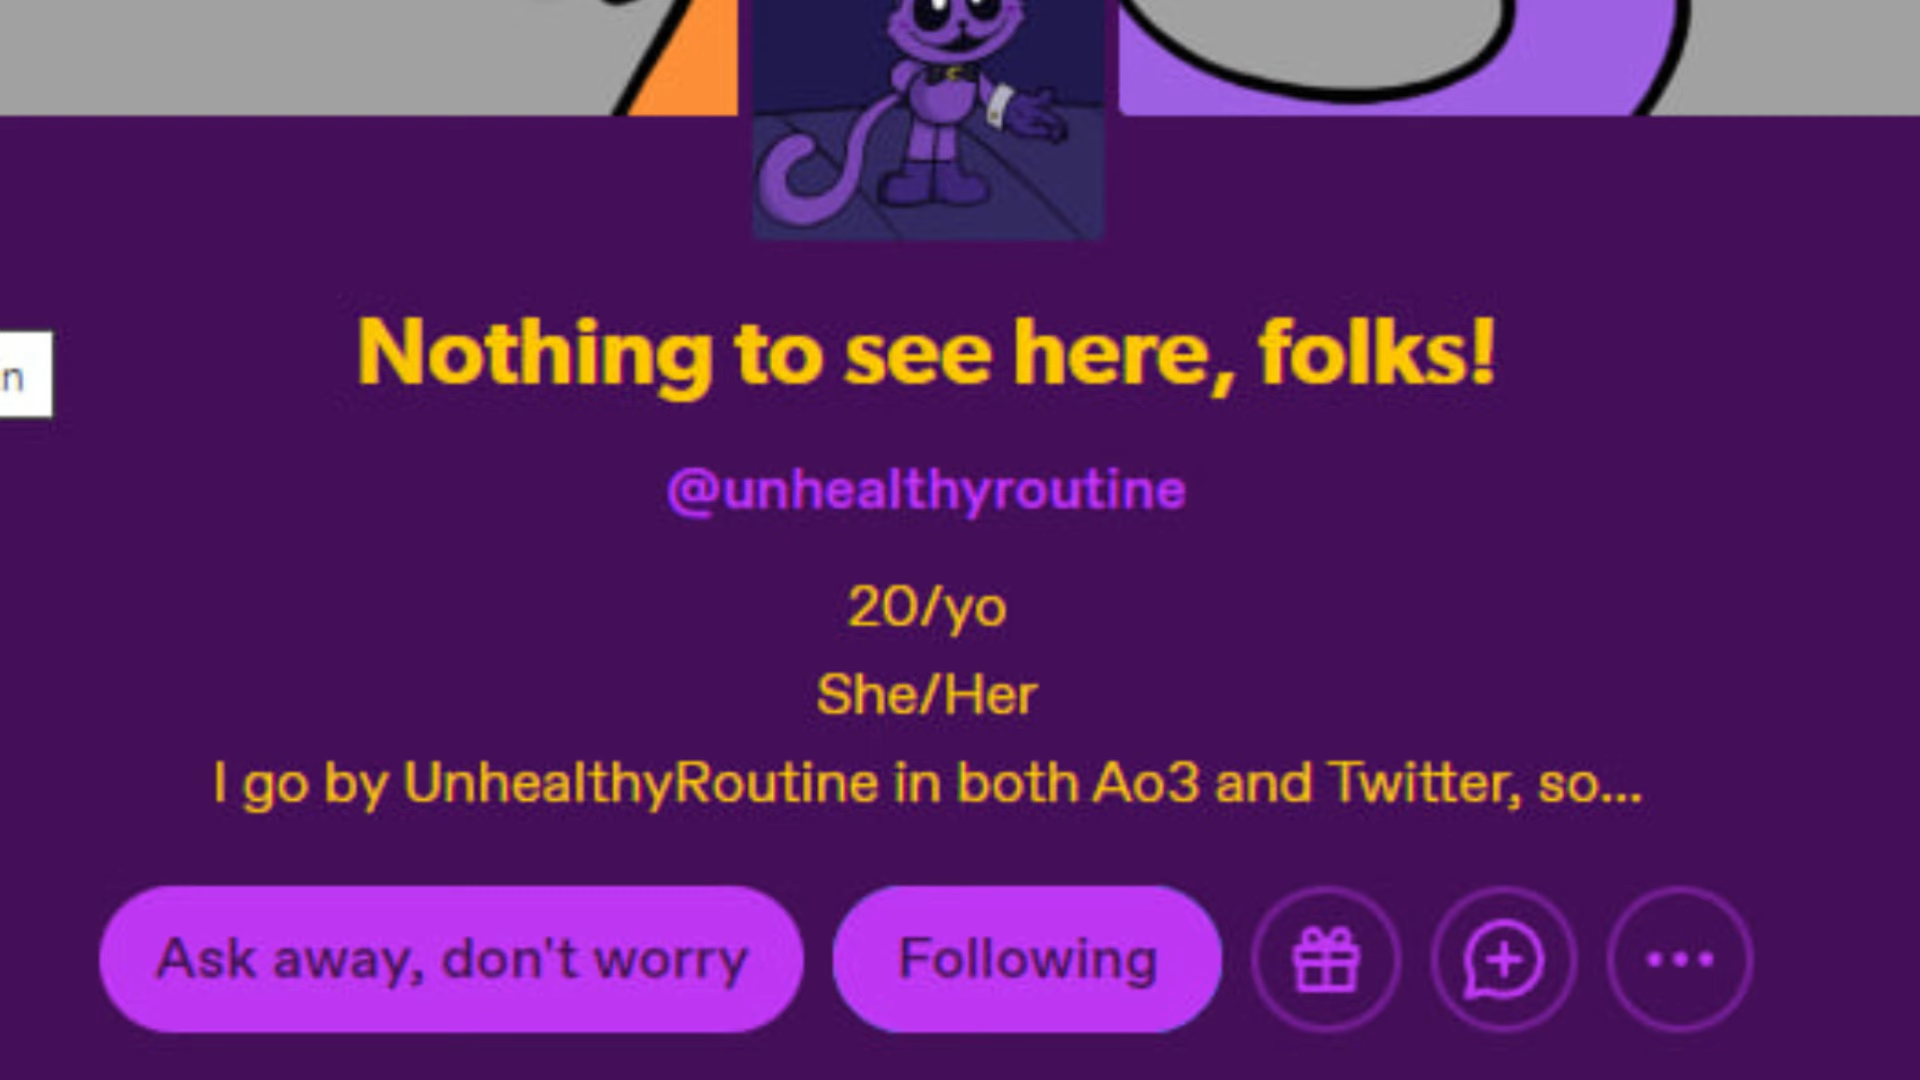 n
Nothing to see here, folks!
@unhealthyroutine
20/yo
She/Her
I go by UnhealthyRoutine in both Ao3 and Twitter, so...
Ask away, don't worry
Following